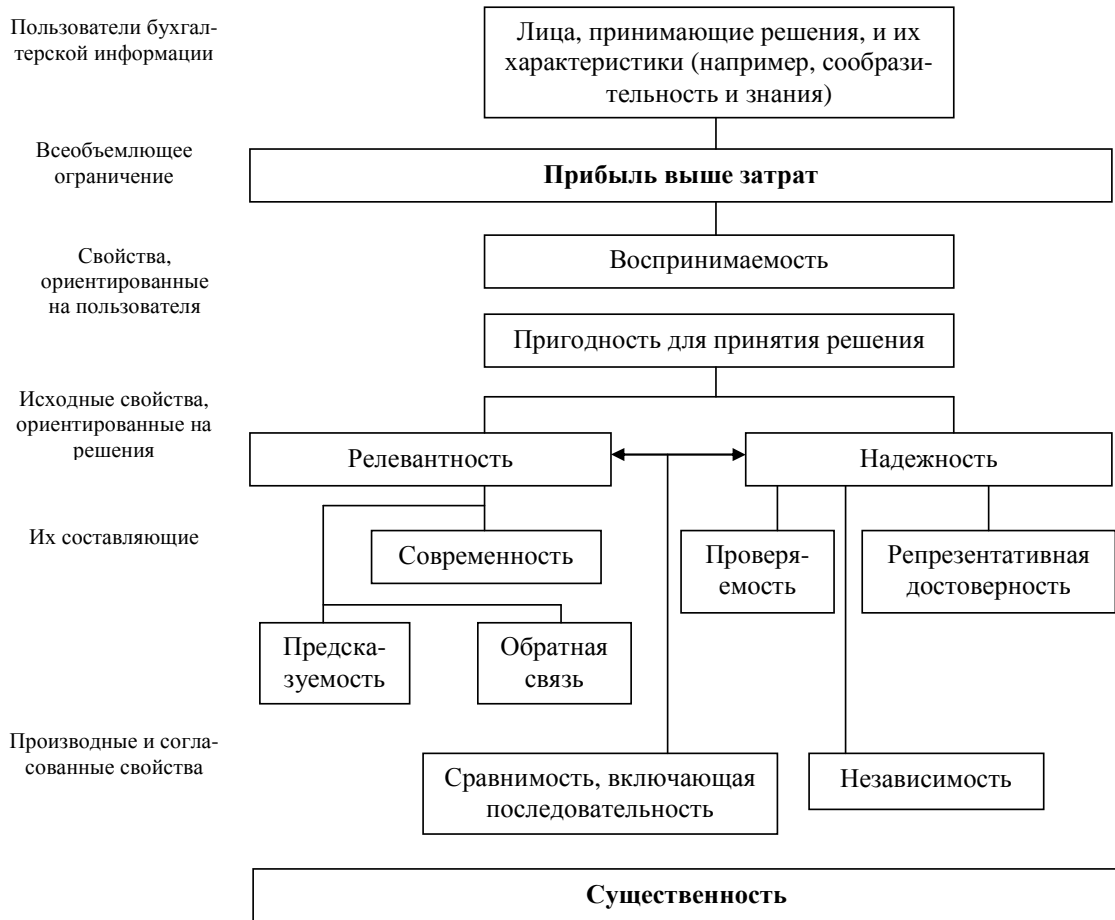 Пользователи бухгал-
терской информации
Лица, принимающие решения, и их
характеристики (например, сообрази-
тельность и знания)
Всеобъемлющее
ограничение
Прибыль выше затрат
Свойства,
ориентированные
на пользователя
Воспринимаемость
Пригодность для принятия решения
Исходные свойства,
ориентированные на
решения
Релевантность
Надежность
Их составляющие
Современность
Проверя-
емость
Репрезентативная
достоверность
Предска-
зуемость
Обратная
связь
Производные и согла-
сованные свойства
Сравнимость, включающая
последовательность
Независимость
Существенность